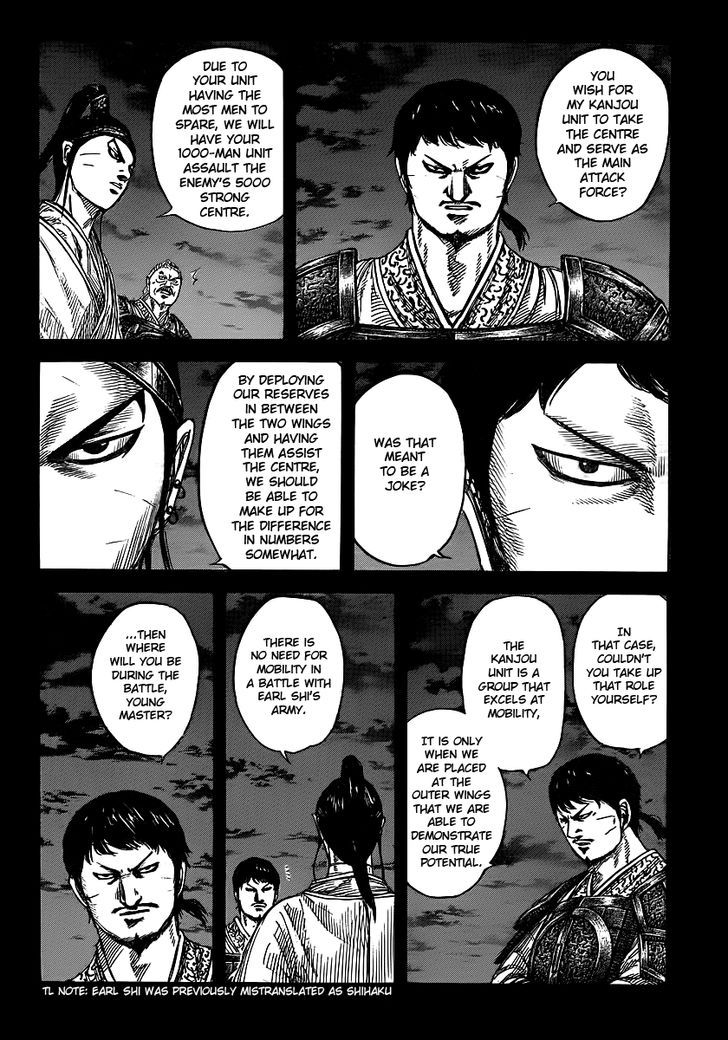 YOU
WISH FOR
MY KANJOU
UNIT TO TAKE
THE CENTRE
AND SERVE AS
THE MAIN
ATTACK
FORCE?
DUE TO
YOUR UNIT
HAVING THE
MOST MEN TO
SPARE, WE WILL
HAVE YOUR
1000-MAN UNIT
ASSAULT THE
ENEMY'S 5000
STRONG
CENTRE.
WAS THAT
MEANT
TO BE A
JOKE?
BY DEPLOYING
OUR RESERVES
IN BETWEEN
THE TWO WINGS
AND HAVING
THEM ASSIST
THE CENTRE,
WE SHOULD
BE ABLE TO
MAKE UP FOR
THE DIFFERENCE
IN NUMBERS
SOMEWHAT.
IN
THAT CASE,
COULDN'T
YOU TAKE UP
THAT ROLE
YOURSELF?
THE
KANJOU
UNIT IS A
GROUP THAT
EXCELS AT
MOBILITY,
IT IS ONLY
WHEN WE
ARE PLACED
AT THE
OUTER WINGS
THAT WE ARE
ABLE TO
DEMONSTRATE
OUR TRUE
POTENTIAL.
THERE IS
NO NEED FOR
MOBILITY IN
A BATTLE WITH
EARL SHI'S
ARMY.
...THEN
WHERE
WILL YOU BE
DURING THE
BATTLE,
YOUNG
MASTER?
TL NOTE: EARL SHI WAS PREVIOUSLY MISTRANSLATED AS SHIHAKU